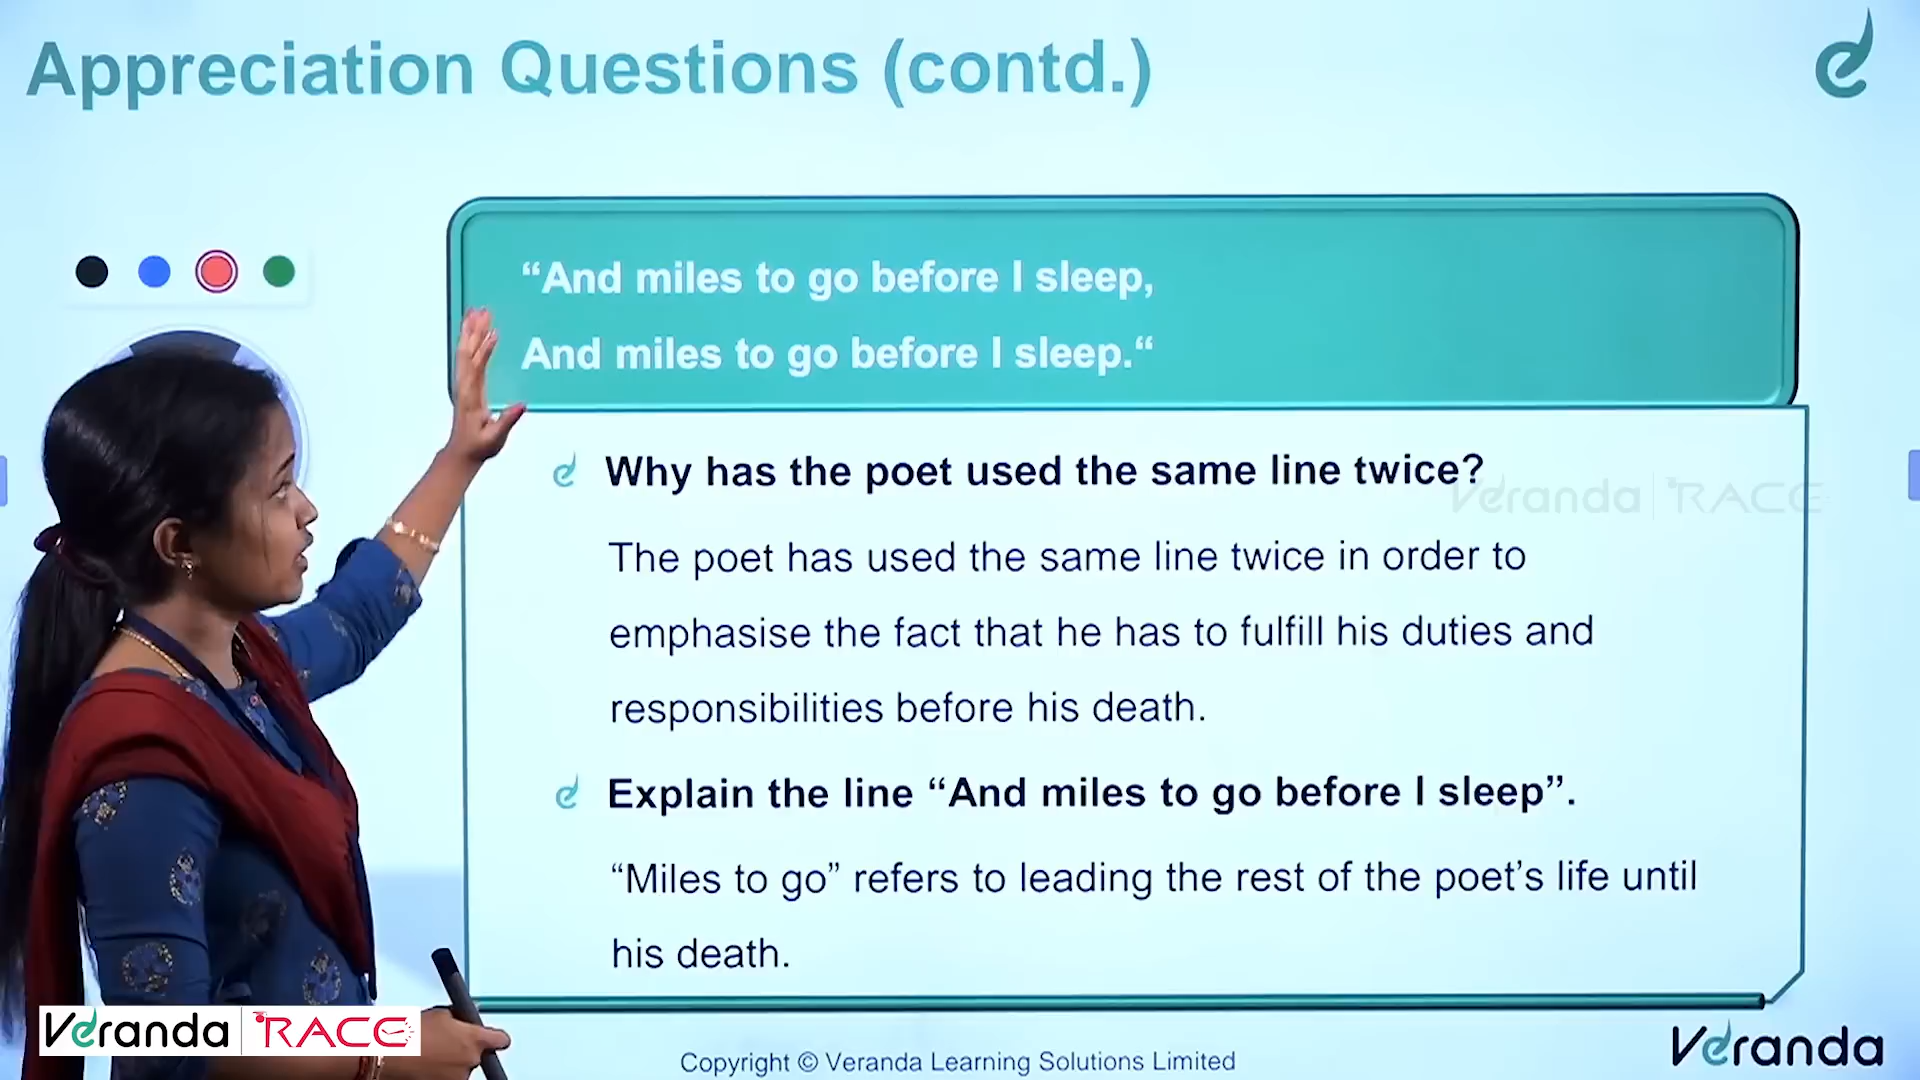 Appreciation Questions (contd.)
“And miles to go before I sleep,
And miles to go before I sleep.“
Why has the poet used the same line twice?
Veranda RACE
The poet has used the same line twice in order to
emphasise the fact that he has to fulfill his duties and
responsibilities before his death.
Explain the line “And miles to go before I sleep”.
“Miles to go” refers to leading the rest of the poet’s life until
his death.
Veranda RACE
Veranda
Copyright © Veranda Learning Solutions Limited